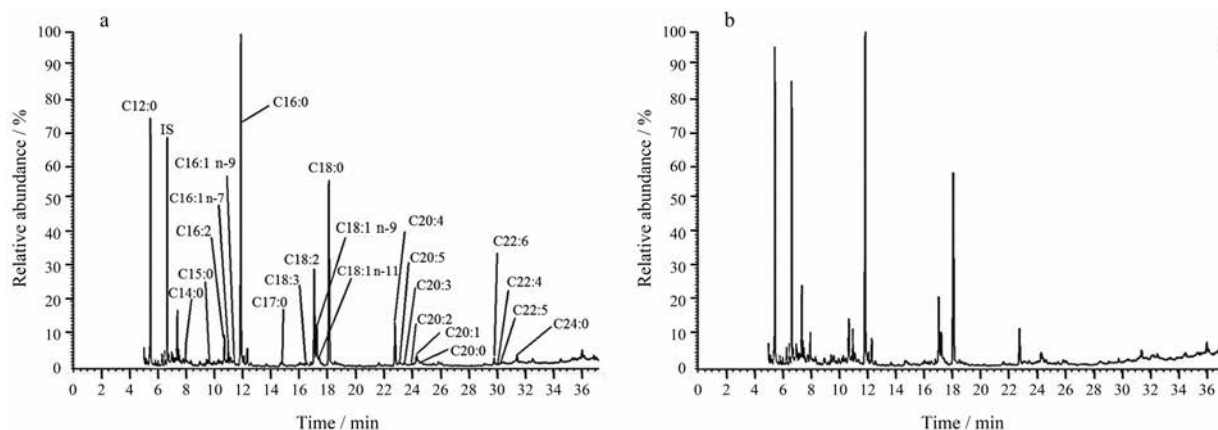 a
100
90
80
70
60
50
40
30
20
10
0
Relative abundance / %
C12:0
IS
C16:1 n-9
C16:1n-7
C16:2
C15:0
C14:0
C16:0
C17:0
C18:3
C18:2
C18:0
C18:1 n-9
C18:1n-11
C20:4
C20:5
C20:3
C20:2
C20:1
C20:0
C22:6
C22:4
C22:5
C24:0
0 2 4 6 8 10 12 14 16 18 20 22 24 26 28 30 32 34 36
Time / min
b
100
90
80
70
60
50
40
30
20
10
0
Relative abundance / %
0 2 4 6 8 10 12 14 16 18 20 22 24 26 28 30 32 34 36
Time / min